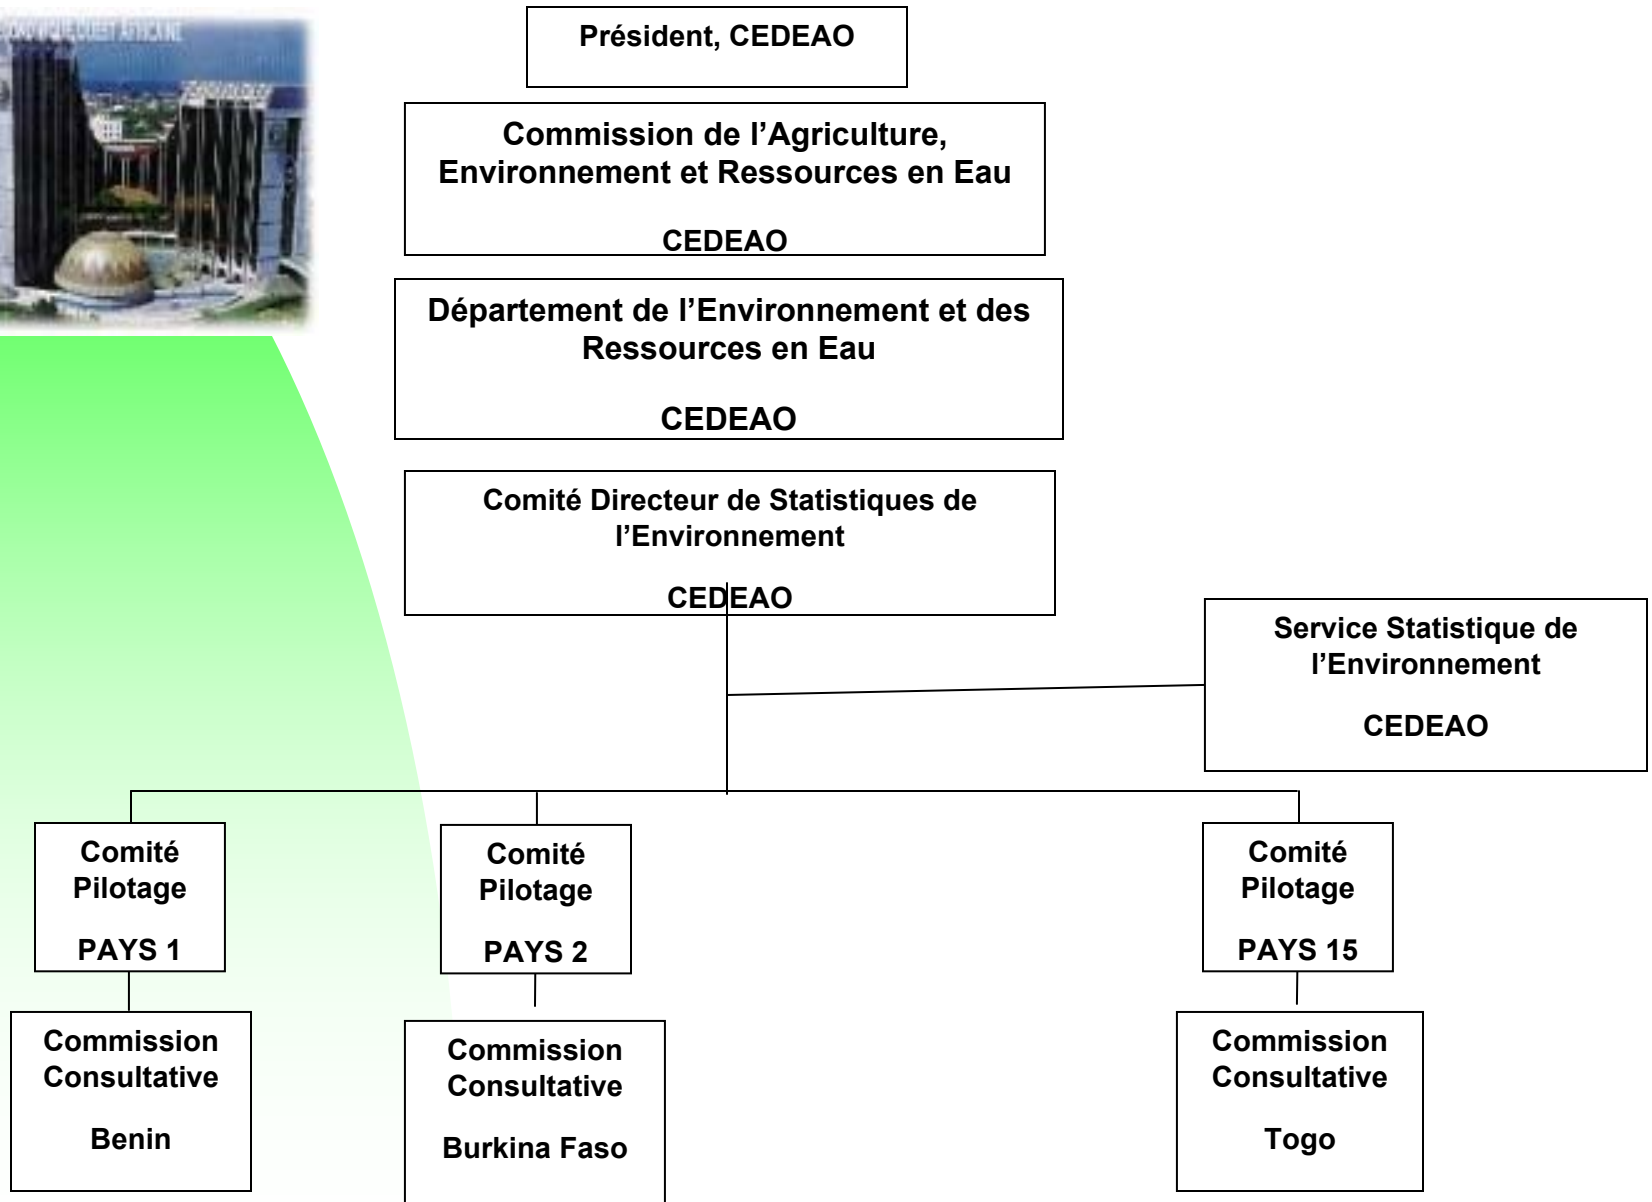 OUEST AFRICAINE
Président, CEDEAO
Commission de l’Agriculture,
Environnement et Ressources en Eau
CEDEAO
Département de l’Environnement et des
Ressources en Eau
CEDEAO
Comité Directeur de Statistiques de
l’Environnement
CEDEAO
Service Statistique de
l’Environnement
CEDEAO
Comité
Pilotage
PAYS 1
Comité
Pilotage
PAYS 2
Comité
Pilotage
PAYS 15
Commission
Consultative
Benin
Commission
Consultative
Burkina Faso
Commission
Consultative
Togo